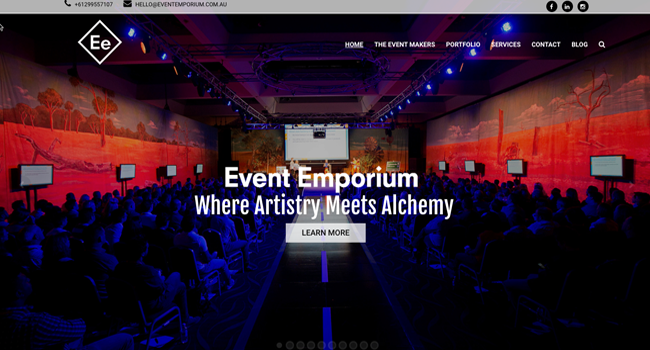 +61299557107 HELLO@EVENTEMPORIUM.COM.AU
Ee
HOME THE EVENT MAKERS PORTFOLIO SERVICES CONTACT BLOG
Event Emporium
Where Artistry Meets Alchemy
LEARN MORE